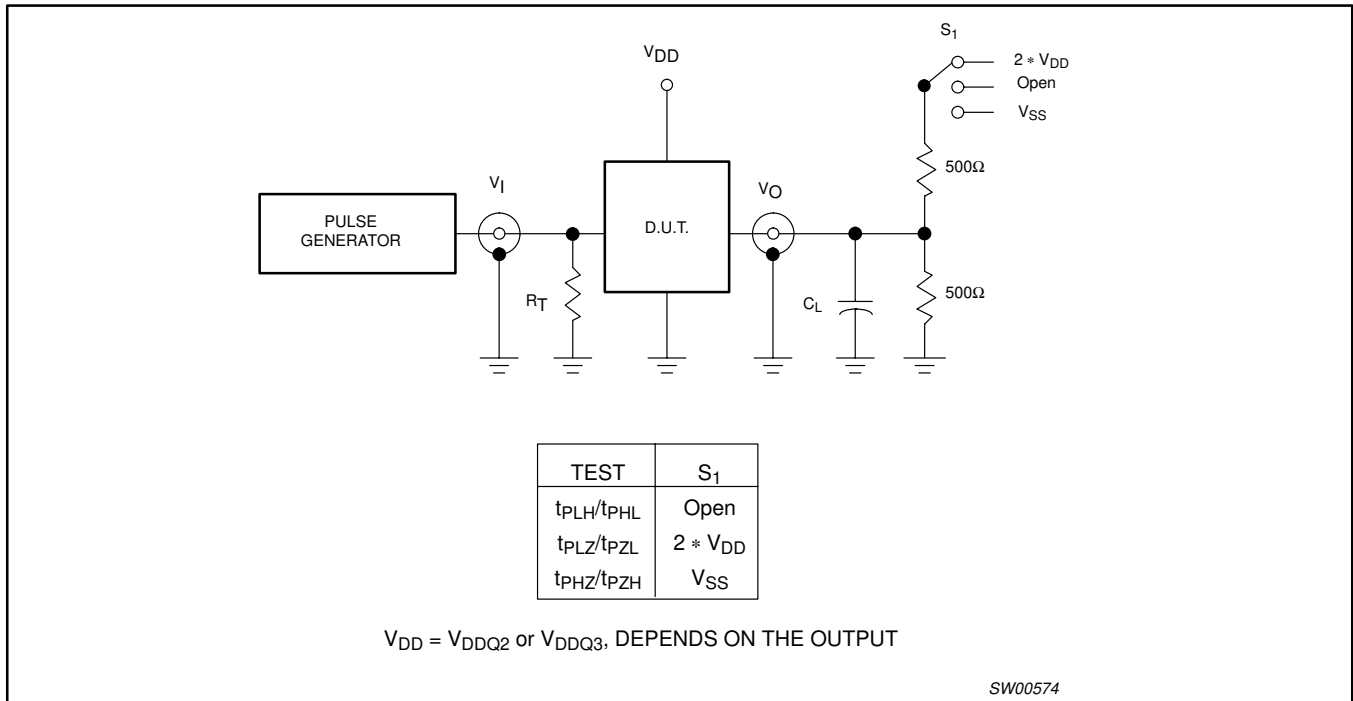 S1
2 * VDD
Open
VSS
VDD
500Ω
VI
VO
PULSE
GENERATOR
D.U.T.
RT
CL
500Ω
TEST S1
tPLH/tPHL Open
tPLZ/tPZL 2 * VDD
tPHZ/tPZH VSS
VDD = VDDQ2 or VDDQ3, DEPENDS ON THE OUTPUT
SW00574